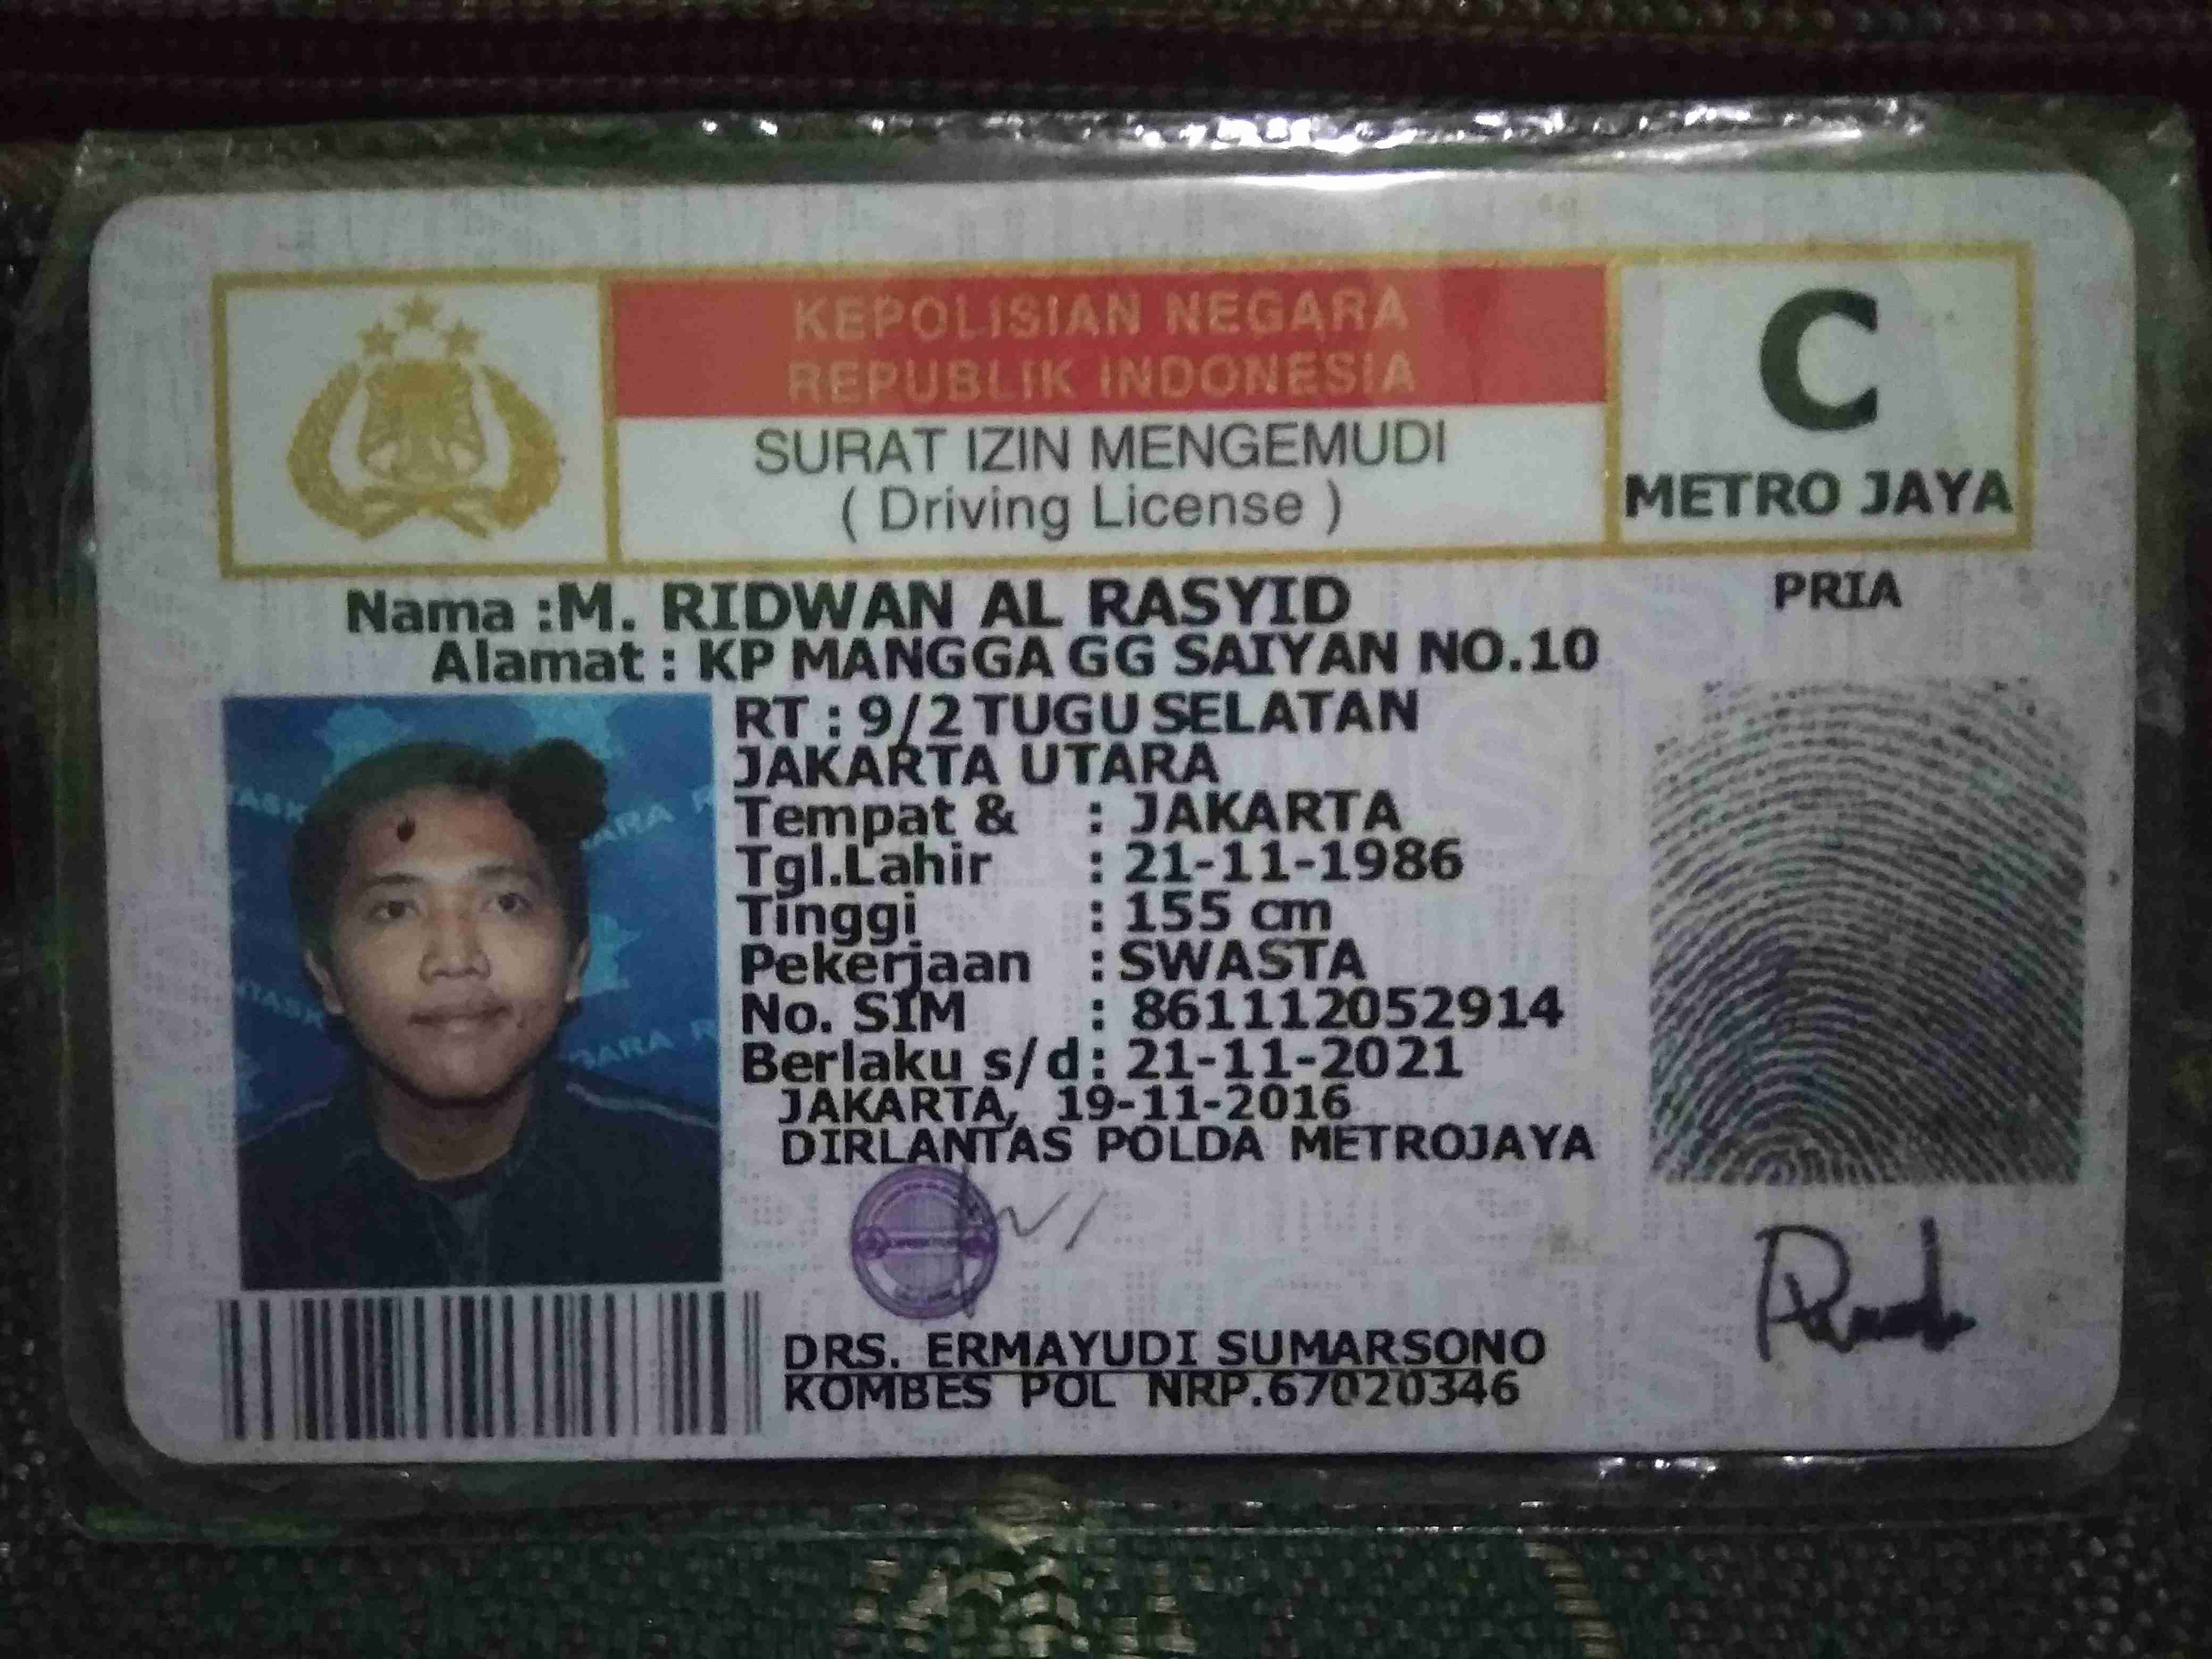 KEPOLISIAN NEGARA
REPUBLIK INDONESIA
SURAT IZIN MENGEMUDI
( Driving License )
C
METRO JAYA
PRIA
Nama :M. RIDWAN AL RASYID
Alamat : KP MANGGA GG SAIYAN NO.10
RT : 9/2 TUGU SELATAN
JAKARTA UTARA
Tempat & : JAKARTA
Tgl.Lahir : 21-11-1986
Tinggi : 155 cm
Pekerjaan : SWASTA
No. SIM : 861112052914
Berlaku s/d : 21-11-2021
JAKARTA, 19-11-2016
DIRLANTAS POLDA METROJAYA
DRS. ERMAYUDI SUMARSONO
KOMBES POL NRP.67020346